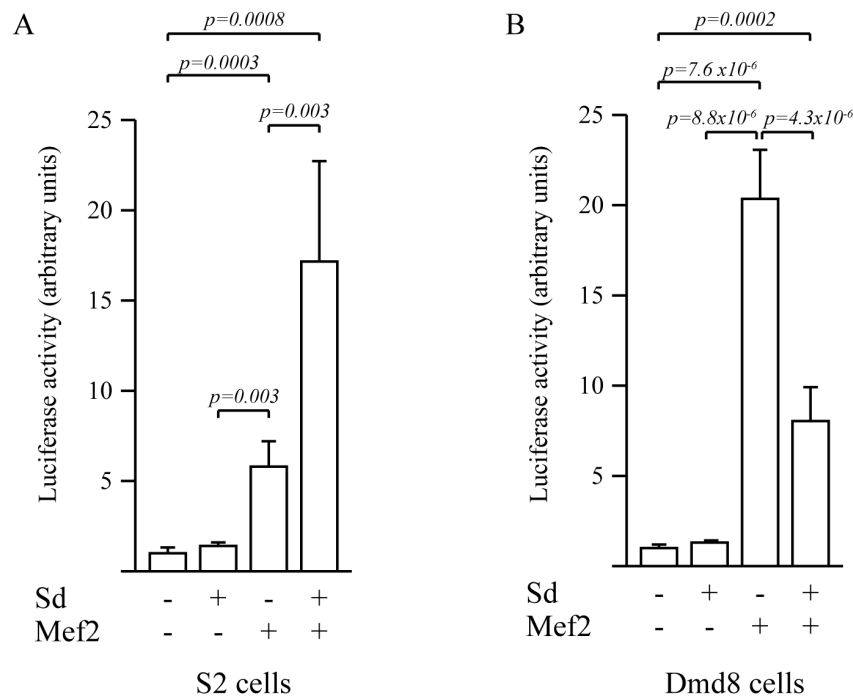 A
p=0.0008
p=0.0003
p=0.003
p=0.003
Luciferase activity (arbitrary units)
25
20
15
10
5
Sd - + - +
Mef2 - - + +
S2 cells
B
p=0.0002
p=7.6 x10⁻⁶
p=8.8x10⁻⁶ p=4.3x10⁻⁶
Luciferase activity (arbitrary units)
25
20
15
10
5
Sd - + - +
Mef2 - - + +
Dmd8 cells